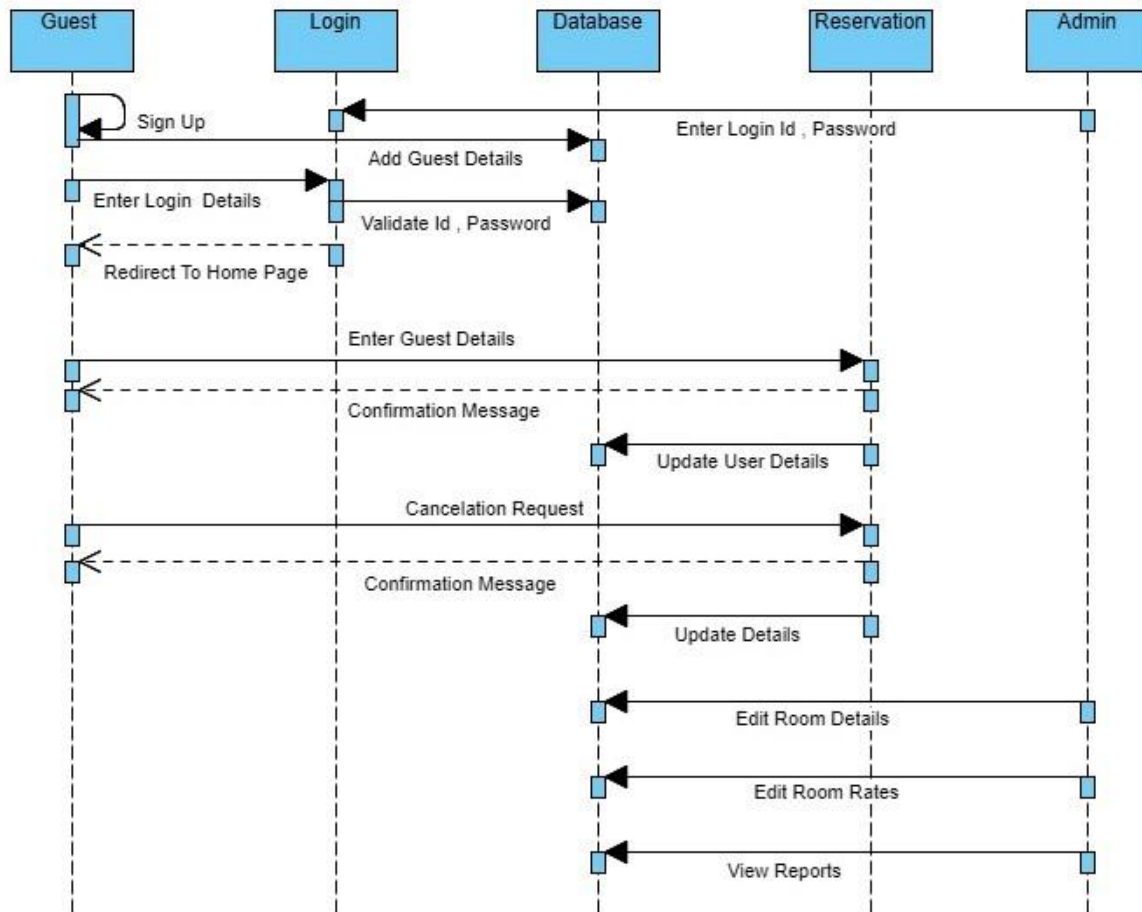 Guest
Login
Database
Reservation
Admin
Sign Up
Enter Login Id , Password
Add Guest Details
Enter Login Details
Validate Id , Password
Redirect To Home Page
Enter Guest Details
Confirmation Message
Update User Details
Cancelation Request
Confirmation Message
Update Details
Edit Room Details
Edit Room Rates
View Reports